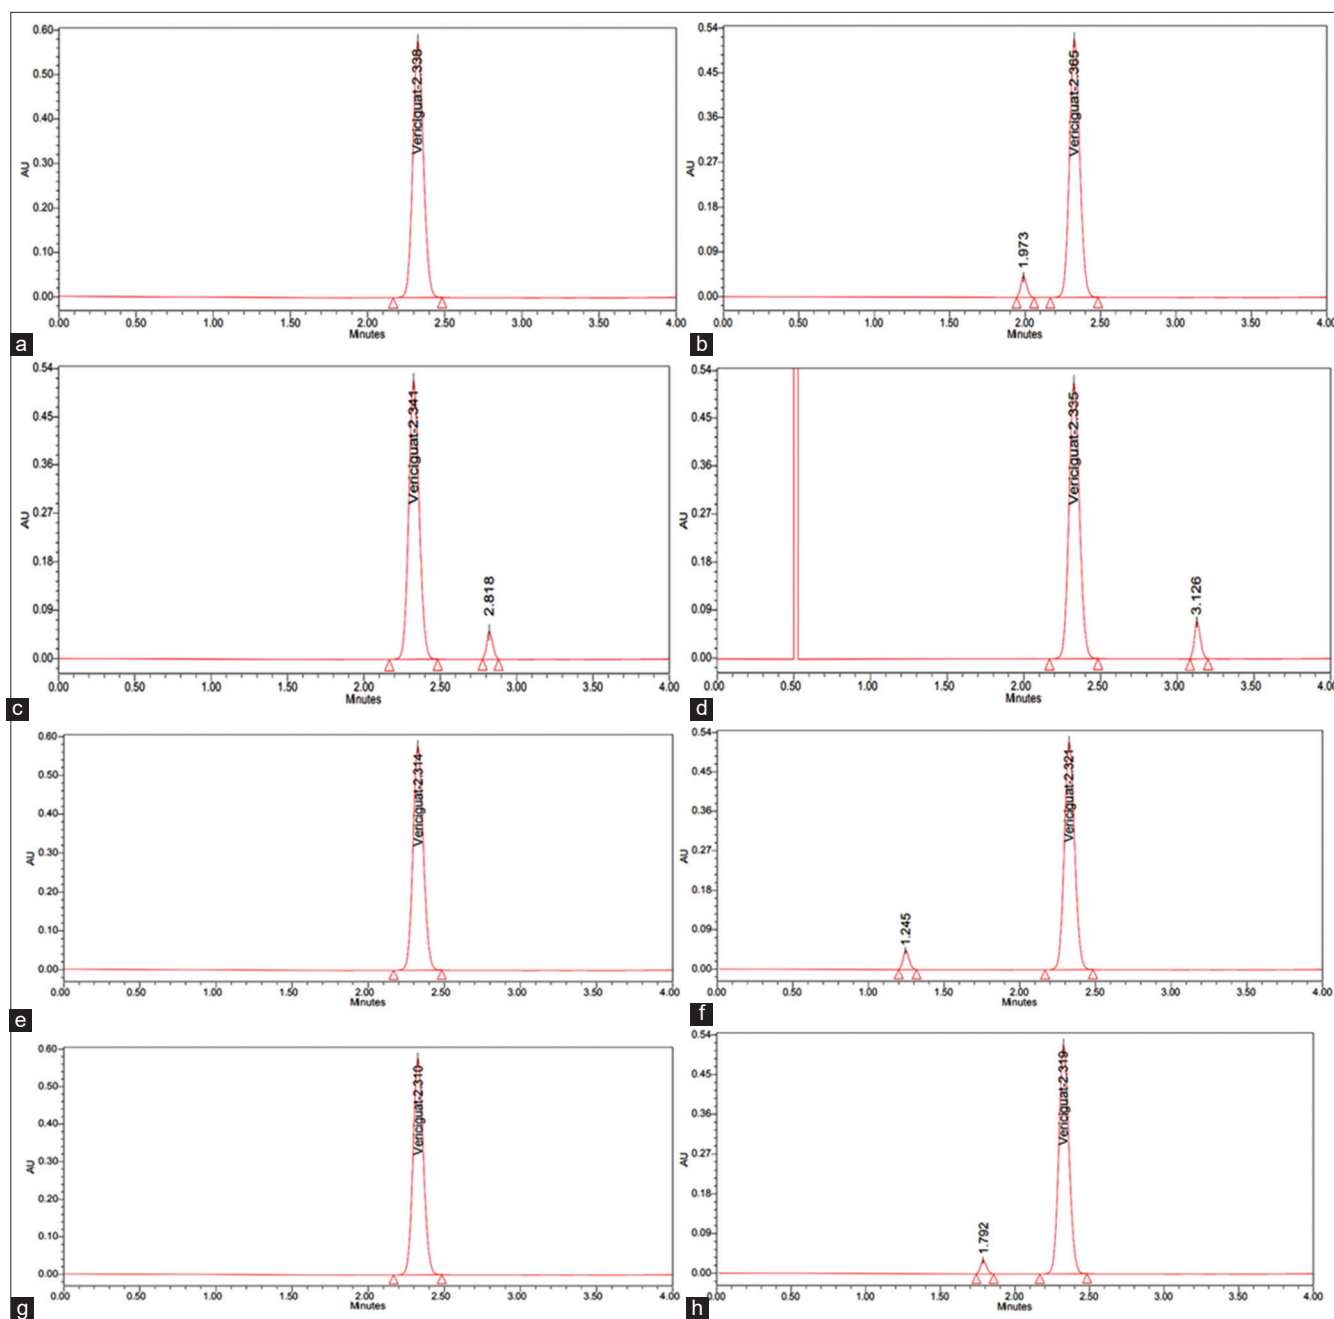 0.60
0.50
0.40
0.30
0.20
0.10
0.00
AU
Vericiguat-2.338
0.00 0.50 1.00 1.50 2.00 2.50 3.00 3.50 4.00
Minutes
a
0.54
0.45
0.36
0.27
0.18
0.09
0.00
AU
1.973
Vericiguat-2.365
0.00 0.50 1.00 1.50 2.00 2.50 3.00 3.50 4.00
Minutes
b
0.54
0.45
0.36
0.27
0.18
0.09
0.00
AU
Vericiguat-2.341
2.818
0.00 0.50 1.00 1.50 2.00 2.50 3.00 3.50 4.00
Minutes
c
0.54
0.45
0.36
0.27
0.18
0.09
0.00
AU
Vericiguat-2.335
3.126
0.00 0.50 1.00 1.50 2.00 2.50 3.00 3.50 4.00
Minutes
d
0.60
0.50
0.40
0.30
0.20
0.10
0.00
AU
Vericiguat-2.314
0.00 0.50 1.00 1.50 2.00 2.50 3.00 3.50 4.00
Minutes
e
0.54
0.45
0.36
0.27
0.18
0.09
0.00
AU
1.245
Vericiguat-2.321
0.00 0.50 1.00 1.50 2.00 2.50 3.00 3.50 4.00
Minutes
f
0.60
0.50
0.40
0.30
0.20
0.10
0.00
AU
Vericiguat-2.310
0.00 0.50 1.00 1.50 2.00 2.50 3.00 3.50 4.00
Minutes
g
0.54
0.45
0.36
0.27
0.18
0.09
0.00
AU
1.792
Vericiguat-2.319
0.00 0.50 1.00 1.50 2.00 2.50 3.00 3.50 4.00
Minutes
h